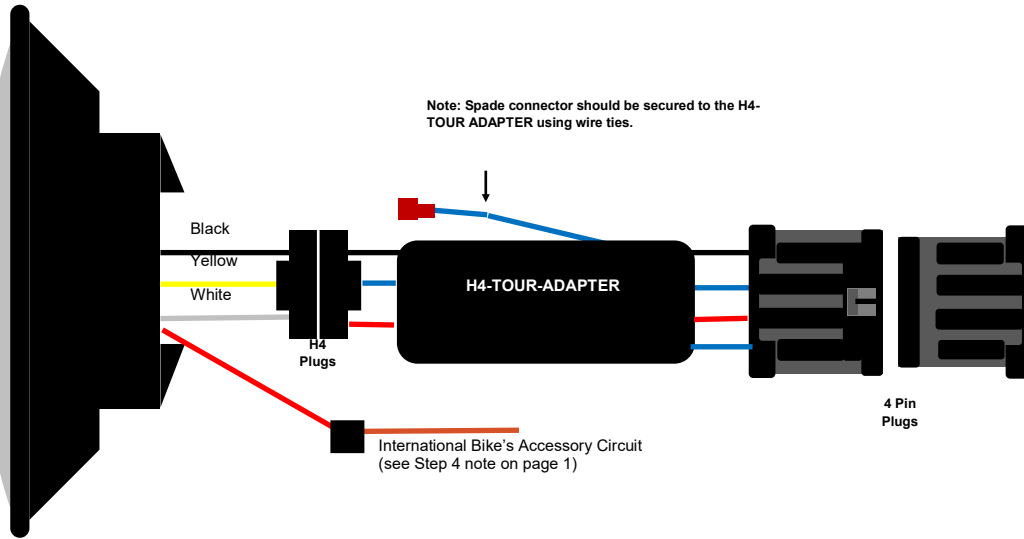 Note: Spade connector should be secured to the H4-
TOUR ADAPTER using wire ties.
Black
Yellow
White
H4-TOUR-ADAPTER
H4
Plugs
4 Pin
Plugs
International Bike's Accessory Circuit
(see Step 4 note on page 1)